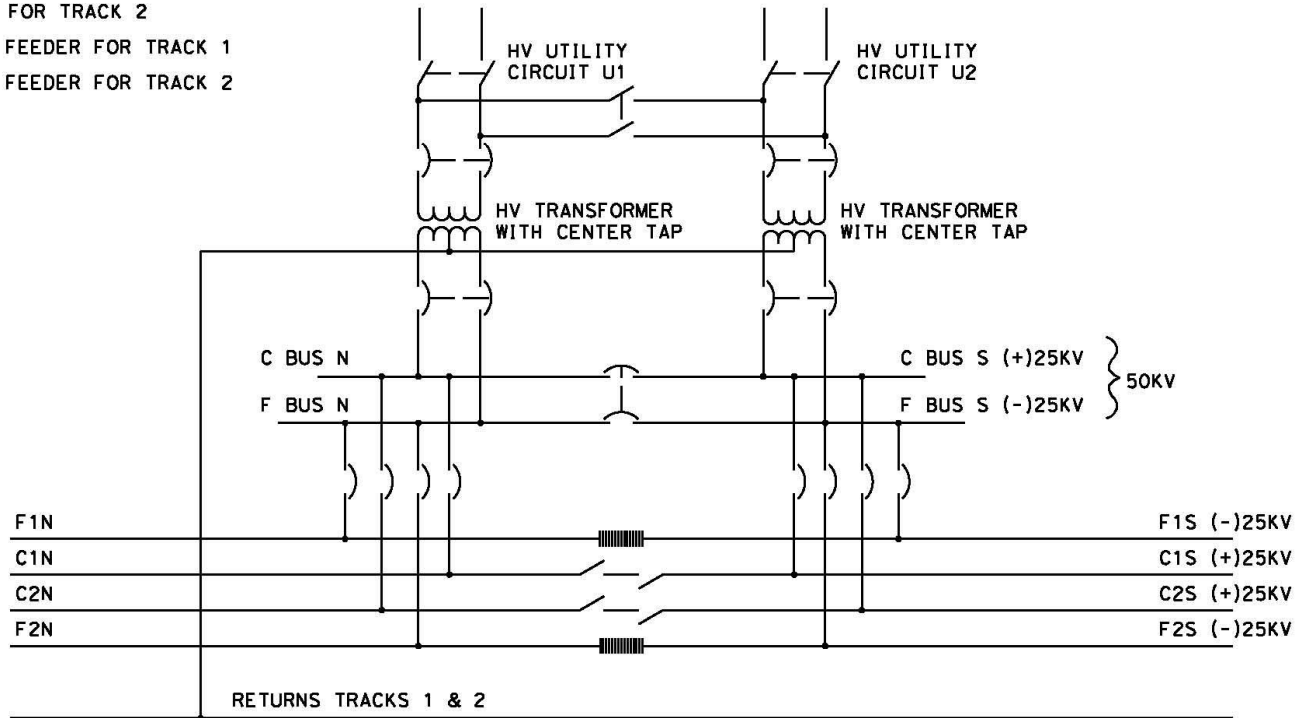 FOR TRACK 2
FEEDER FOR TRACK 1
FEEDER FOR TRACK 2
HV UTILITY
CIRCUIT U1
HV UTILITY
CIRCUIT U2
HV TRANSFORMER
WITH CENTER TAP
HV TRANSFORMER
WITH CENTER TAP
C BUS N
C BUS S (+)25KV
50KV
F BUS N
F BUS S (-)25KV
F1N
F1S (-)25KV
C1N
C1S (+)25KV
C2N
C2S (+)25KV
F2N
F2S (-)25KV
RETURNS TRACKS 1 & 2